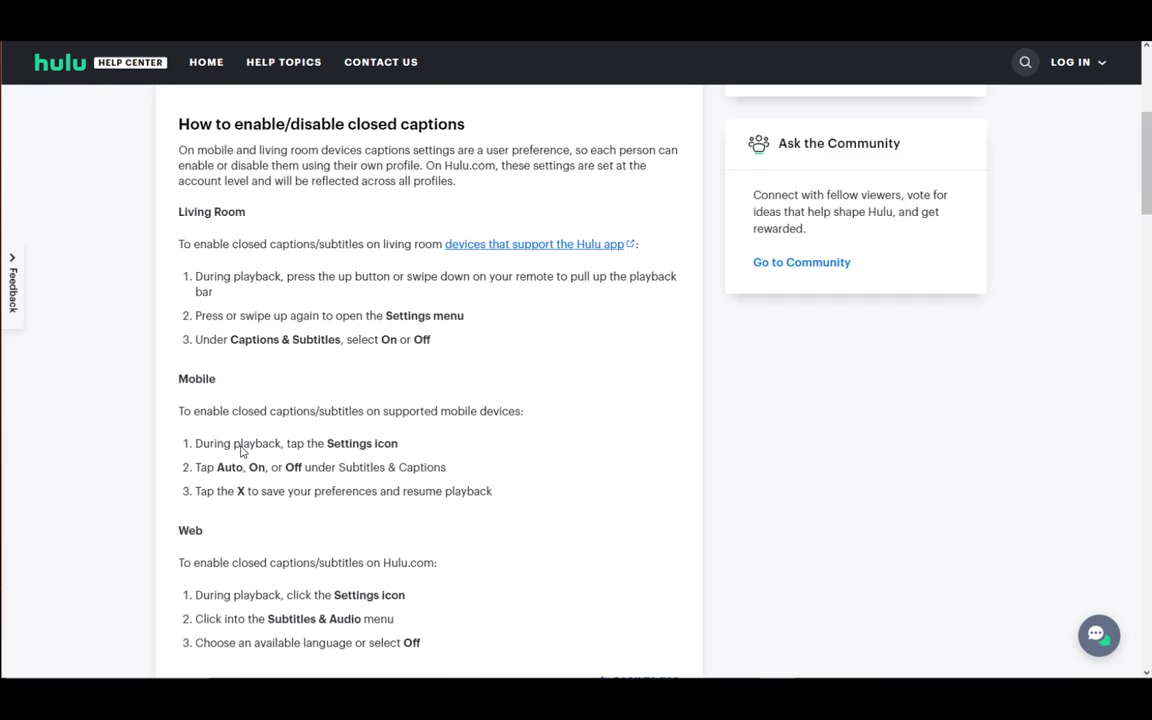 hulu HELP CENTER HOME HELP TOPICS CONTACT US LOG IN
How to enable/disable closed captions
On mobile and living room devices captions settings are a user preference, so each person can
enable or disable them using their own profile. On Hulu.com, these settings are set at the
account level and will be reflected across all profiles.
Living Room
To enable closed captions/subtitles on living room devices that support the Hulu app:
1. During playback, press the up button or swipe down on your remote to pull up the playback
bar
2. Press or swipe up again to open the Settings menu
3. Under Captions & Subtitles, select On or Off
Mobile
To enable closed captions/subtitles on supported mobile devices:
1. During playback, tap the Settings icon
2. Tap Auto, On, or Off under Subtitles & Captions
3. Tap the X to save your preferences and resume playback
Web
To enable closed captions/subtitles on Hulu.com:
1. During playback, click the Settings icon
2. Click into the Subtitles & Audio menu
3. Choose an available language or select Off
Ask the Community
Connect with fellow viewers, vote for
ideas that help shape Hulu, and get
rewarded.
Go to Community
Feedback